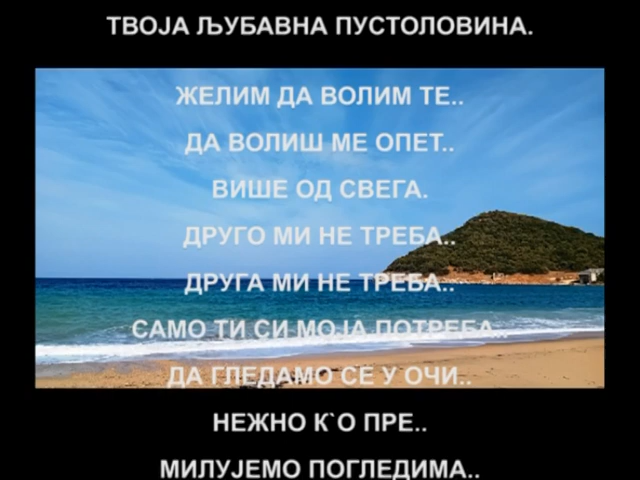 ТВОЈА ЉУБАВНА ПУСТОЛОВИНА.
ЖЕЛИМ ДА ВОЛИМ ТЕ..
ДА ВОЛИШ МЕ ОПЕТ..
ВИШЕ ОД СВЕГА.
ДРУГО МИ НЕ ТРЕБА..
ДРУГА МИ НЕ ТРЕБА..
САМО ТИ СИ МОЈА ПОТРЕБА.
ДА ГЛЕДАМО СЕ У ОЧИ..
НЕЖНО К`О ПРЕ..
МИЛУЈЕМО ПОГЛЕДИМА..